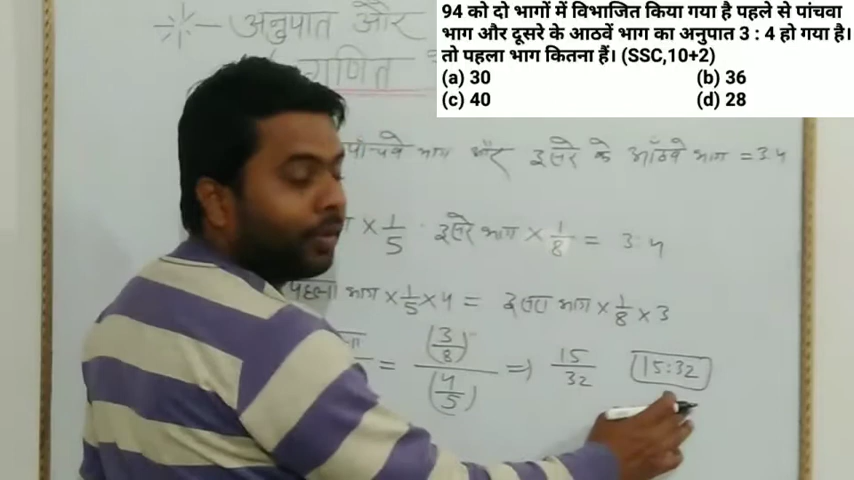 94 को दो भागों में विभाजित किया गया है पहले से पांचवा
भाग और दूसरे के आठवें भाग का अनुपात 3 : 4 हो गया है।
तो पहला भाग कितना हैं। (SSC,10+2)
(a) 30 (b) 36
(c) 40 (d) 28
अनुपात और
गणित
पाँचवे भाग और दूसरे के आँठवे भाग = 3:4
× 1/5 : दूसरे भाग × 1/8 = 3:4
पहला भाग × 1/5 × 4 = दूसरा भाग × 1/8 × 3
= (3/8) / (4/5) ⇒ 15/32 15:32